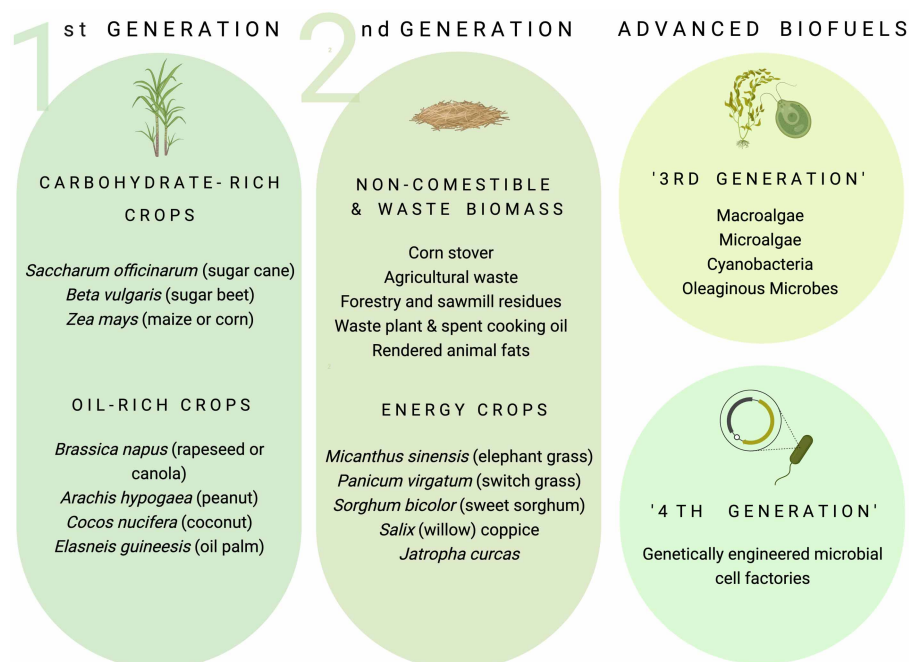 1st GENERATION
CARBOHYDRATE-RICH
CROPS
Saccharum officinarum (sugar cane)
Beta vulgaris (sugar beet)
Zea mays (maize or corn)
OIL-RICH CROPS
Brassica napus (rapeseed or
canola)
Arachis hypogaea (peanut)
Cocos nucifera (coconut)
Elasneis guineesis (oil palm)
2nd GENERATION
NON-COMESTIBLE
& WASTE BIOMASS
Corn stover
Agricultural waste
Forestry and sawmill residues
Waste plant & spent cooking oil
Rendered animal fats
ENERGY CROPS
Micanthus sinensis (elephant grass)
Panicum virgatum (switch grass)
Sorghum bicolor (sweet sorghum)
Salix (willow) coppice
Jatropha curcas
ADVANCED BIOFUELS
'3RD GENERATION'
Macroalgae
Microalgae
Cyanobacteria
Oleaginous Microbes
'4TH GENERATION'
Genetically engineered microbial
cell factories